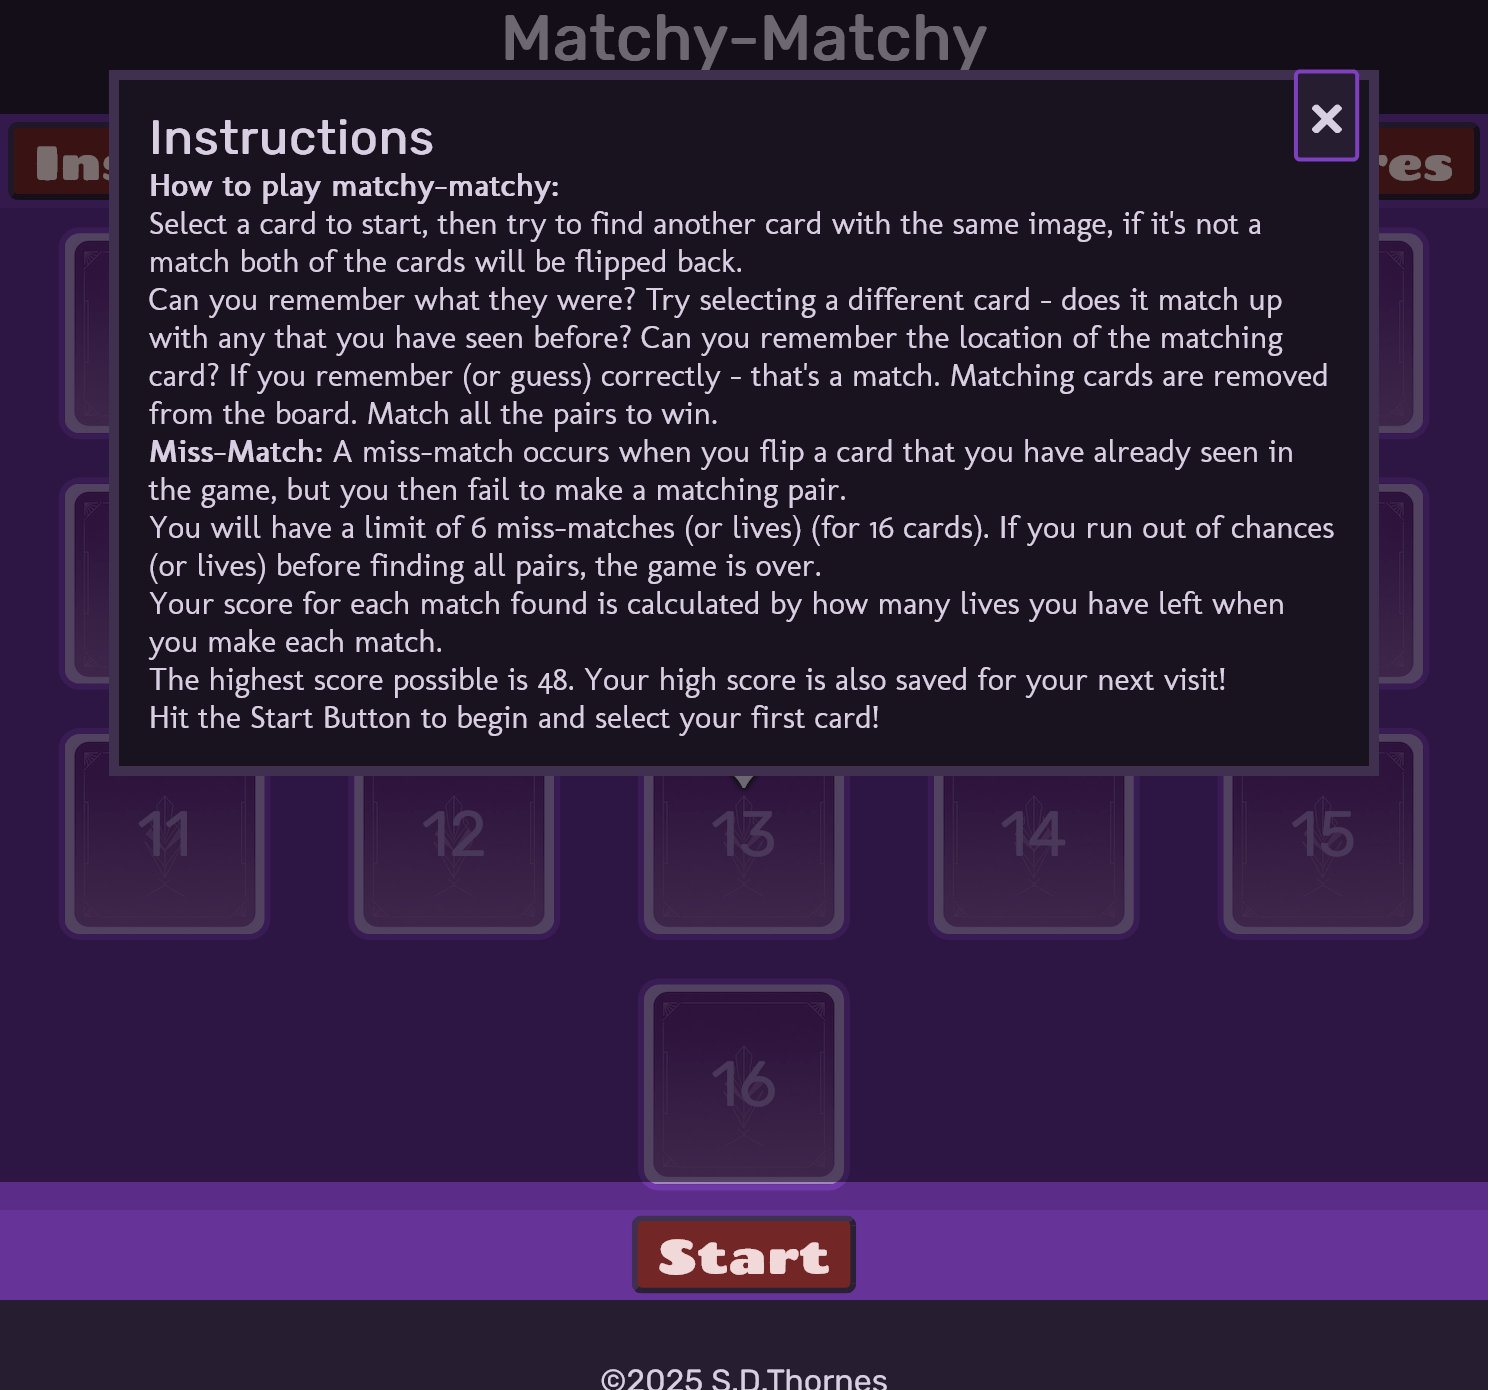 Matchy-Matchy
Ins
res
Instructions
How to play matchy-matchy:
Select a card to start, then try to find another card with the same image, if it's not a
match both of the cards will be flipped back.
Can you remember what they were? Try selecting a different card - does it match up
with any that you have seen before? Can you remember the location of the matching
card? If you remember (or guess) correctly - that's a match. Matching cards are removed
from the board. Match all the pairs to win.
Miss-Match: A miss-match occurs when you flip a card that you have already seen in
the game, but you then fail to make a matching pair.
You will have a limit of 6 miss-matches (or lives) (for 16 cards). If you run out of chances
(or lives) before finding all pairs, the game is over.
Your score for each match found is calculated by how many lives you have left when
you make each match.
The highest score possible is 48. Your high score is also saved for your next visit!
Hit the Start Button to begin and select your first card!
11 12 13 14 15
16
Start
©2025 S.D.Thornes